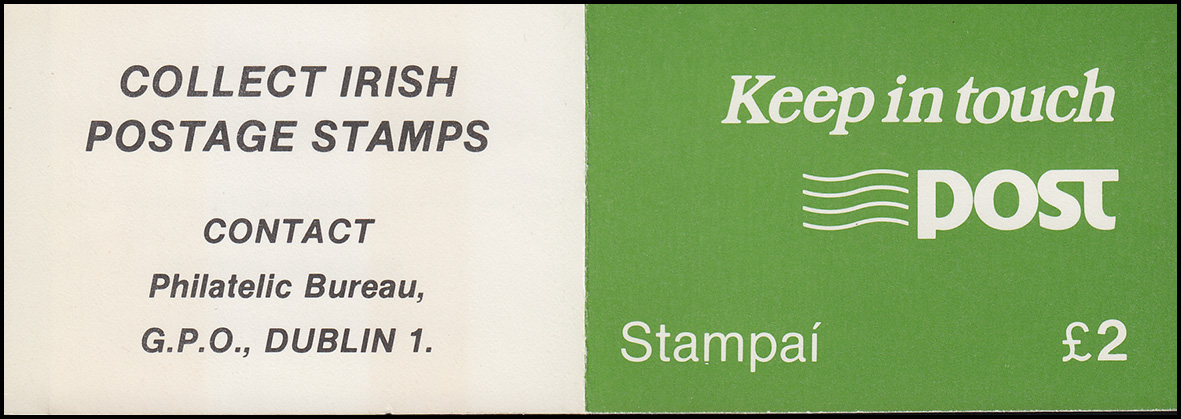 COLLECT IRISH
POSTAGE STAMPS
CONTACT
Philatelic Bureau,
G.P.O., DUBLIN 1.
Keep in touch
post
Stampaí
£2